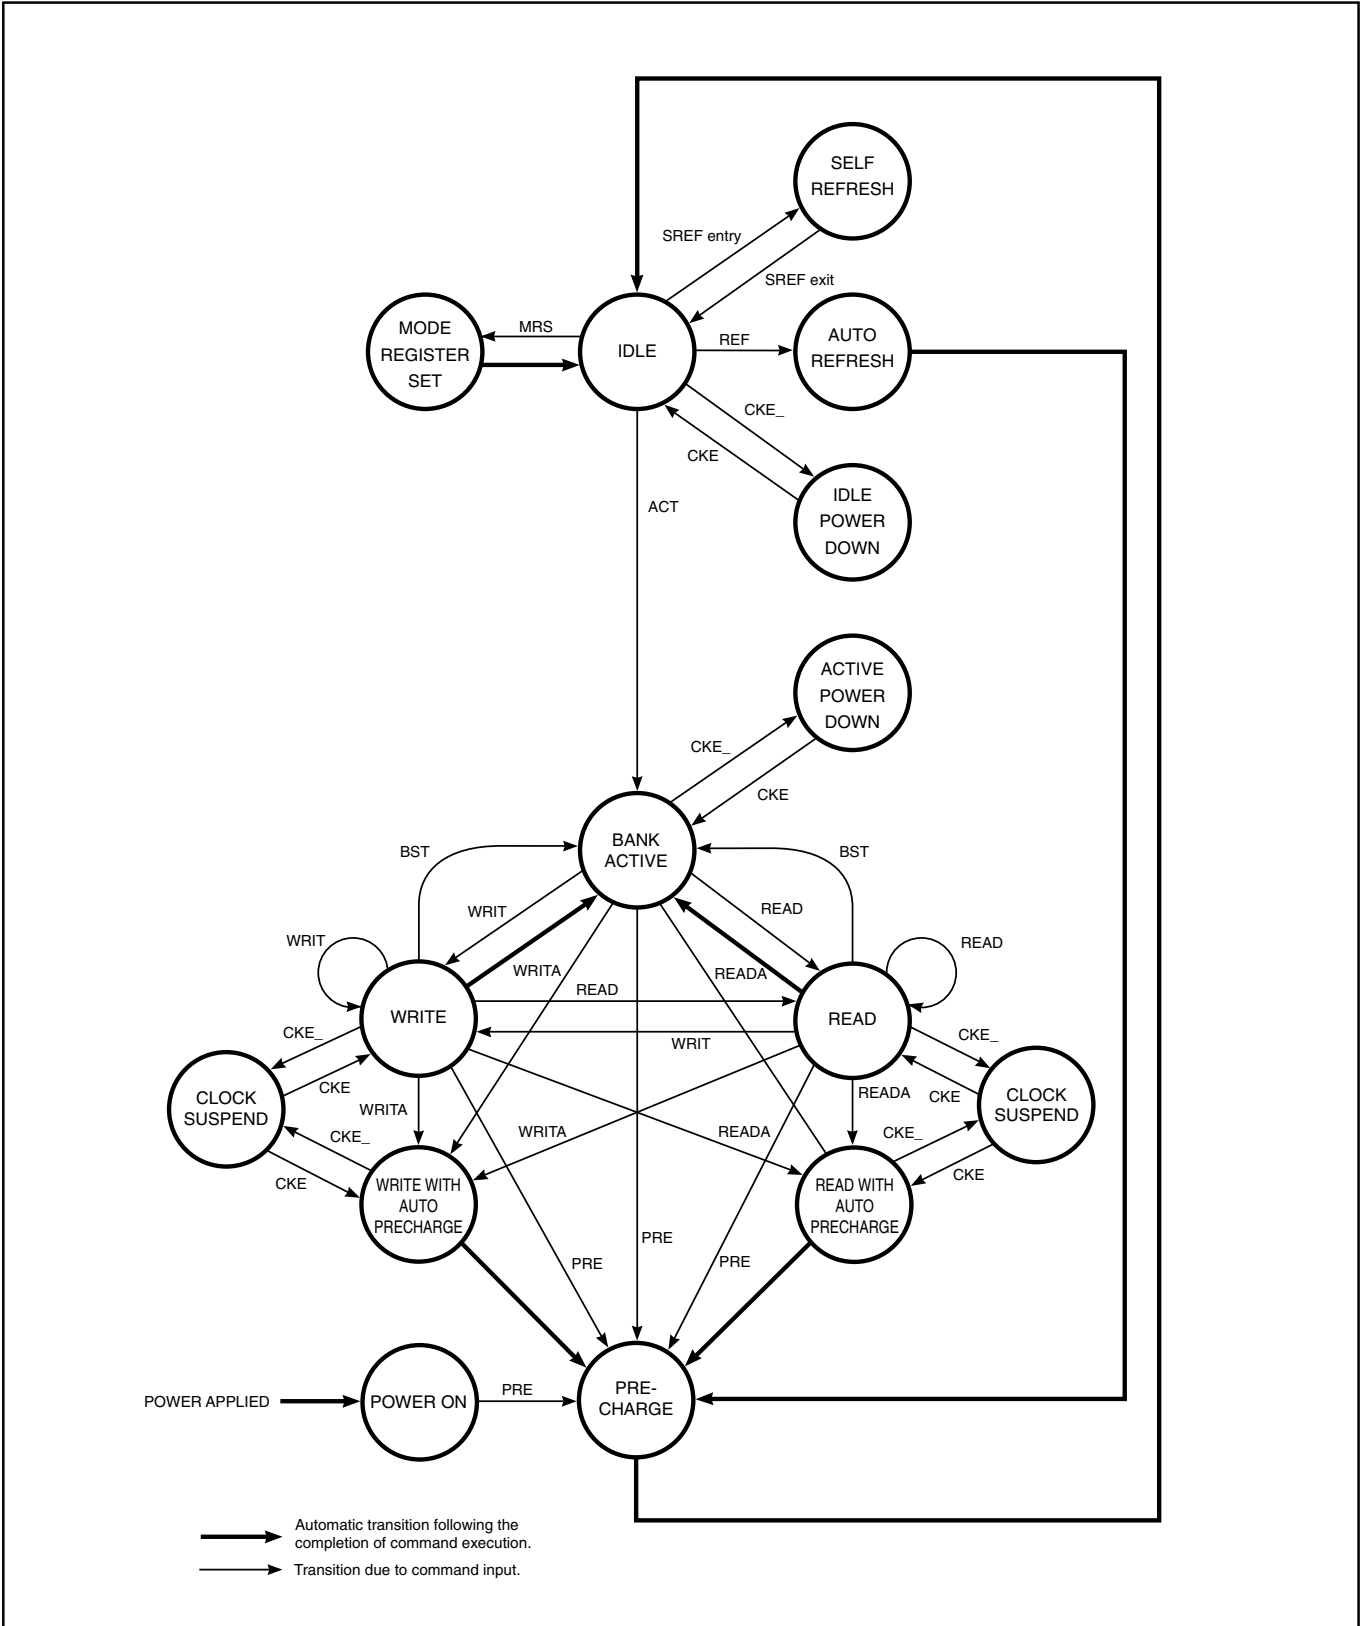 SELF
REFRESH
SREF entry
SREF exit
MODE
REGISTER
SET
MRS
IDLE
REF
AUTO
REFRESH
CKE_
CKE
IDLE
POWER
DOWN
ACT
ACTIVE
POWER
DOWN
CKE_
CKE
BANK
ACTIVE
BST
BST
WRIT
READ
WRIT
READ
WRITA
READA
READ
WRITE
READ
WRIT
CKE_
CKE_
CLOCK
SUSPEND
CKE
CKE
CLOCK
SUSPEND
WRITA
READA
CKE_
WRITA
READA
CKE_
CKE
CKE
WRITE WITH
AUTO
PRECHARGE
READ WITH
AUTO
PRECHARGE
PRE
PRE
PRE
POWER APPLIED
POWER ON
PRE
PRE-
CHARGE
Automatic transition following the
completion of command execution.
Transition due to command input.